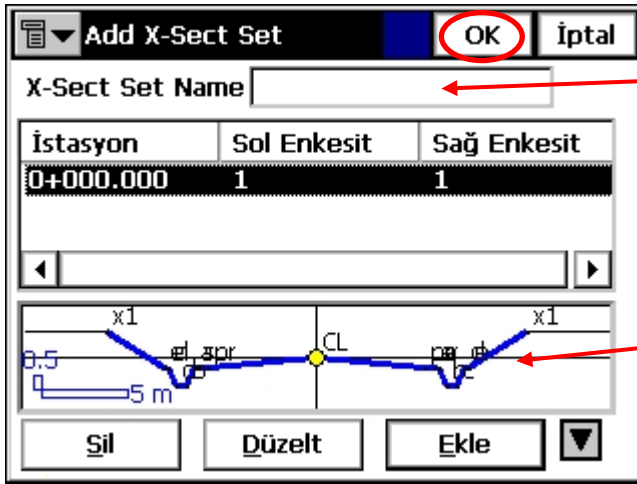 Add X-Sect Set OK İptal
X-Sect Set Name
İstasyon Sol Enkesit Sağ Enkesit
0+000.000 1 1
x1 x1
CL
0.5
5 m
Sil Düzelt Ekle